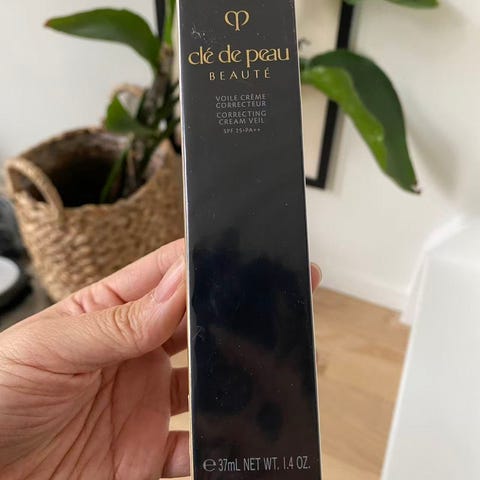 clé de peau
BEAUTÉ
VOILE CRÈME
CORRECTEUR
CORRECTING
CREAM VEIL
SPF 25•PA++
℮ 37mL NET WT. 1.4 OZ.